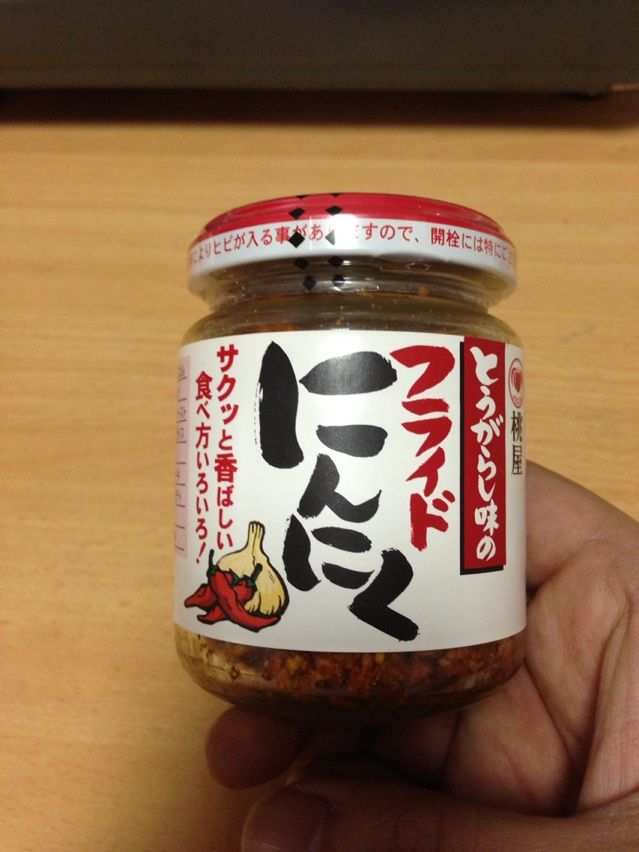 によりヒビが入る事があ
ますので、開栓には特にご
桃屋
とうがらし味の
フライド
にんにく
サクッと香ばしい
食べ方いろいろ!